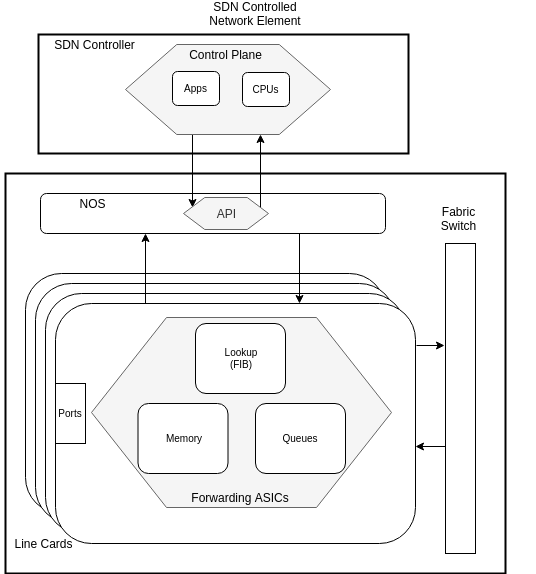 SDN Controlled
Network Element
SDN Controller
Control Plane
Apps
CPUs
NOS
API
Fabric
Switch
Lookup
(FIB)
Ports
Memory
Queues
Forwarding ASICs
Line Cards